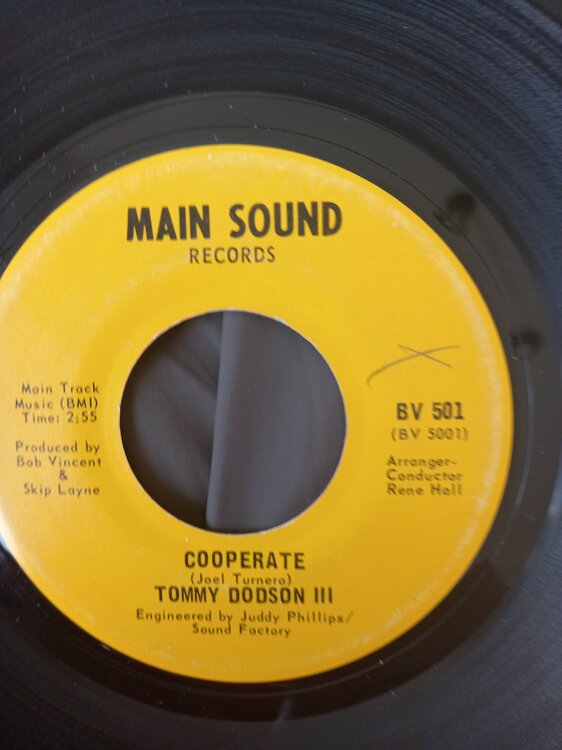 MAIN SOUND
RECORDS
Main Track
Music (BMI)
Time: 2:55
Produced by
Bob Vincent
&
Skip Layne
BV 501
(BV 5001)
Arranger-
Conductor
Rene Hall
COOPERATE
(Joel Turnero)
TOMMY DODSON III
Engineered by Juddy Phillips/
Sound Factory